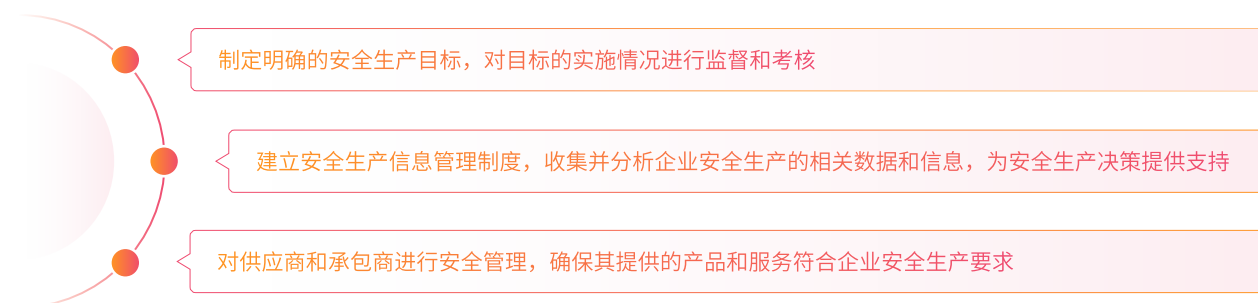 制定明确的安全生产目标，对目标的实施情况进行监督和考核
建立安全生产信息管理制度，收集并分析企业安全生产的相关数据和信息，为安全生产决策提供支持
对供应商和承包商进行安全管理，确保其提供的产品和服务符合企业安全生产要求